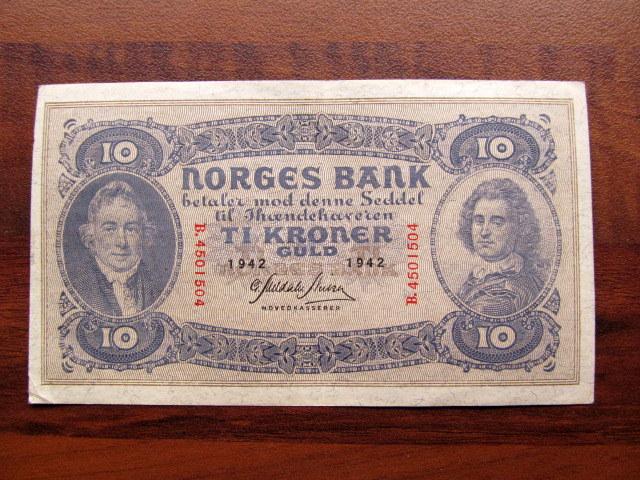 10
10
NORGES BANK
betaler mod denne Seddel
til Ihændehaveren
TI KRONER
GULD
1942
1942
B.4501504
B.4501504
HOVEDKASSERER
10
10